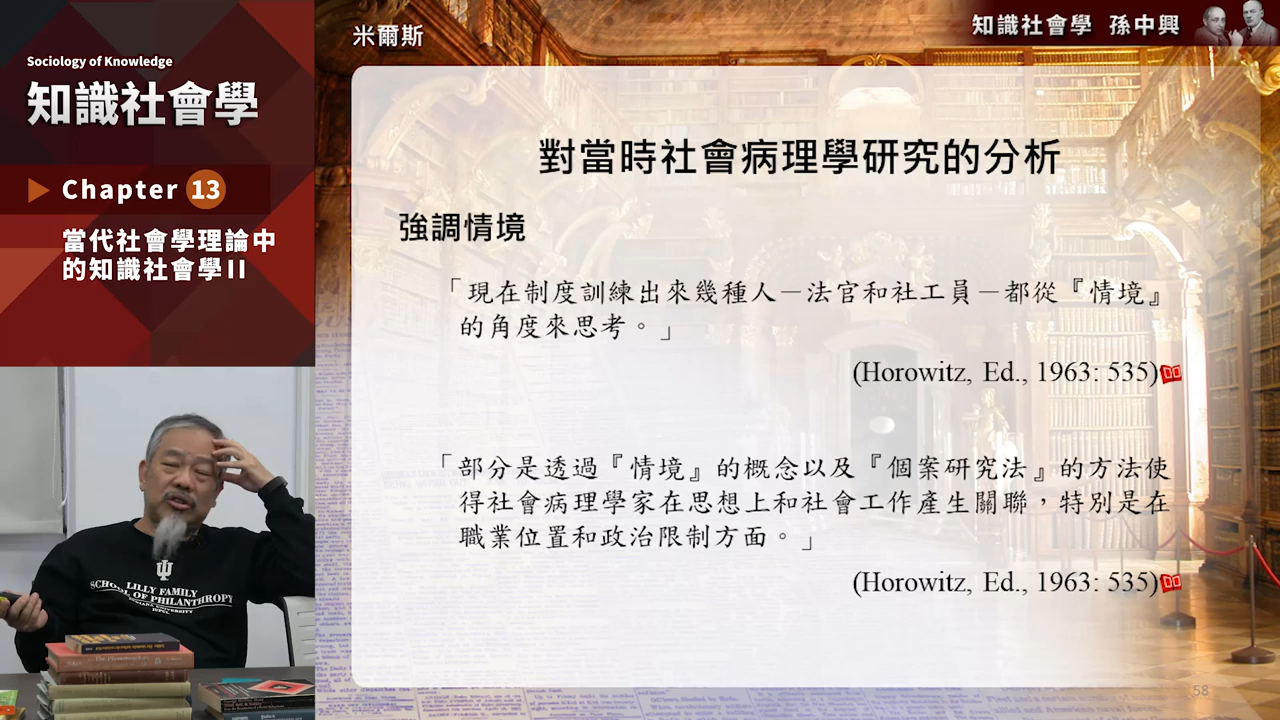 Sociology of Knowledge
知識社會學
Chapter 13
當代社會學理論中
的知識社會學II
米爾斯
知識社會學 孫中興
對當時社會病理學研究的分析
強調情境
「現在制度訓練出來幾種人—法官和社工員—都從『情境』
的角度來思考。」
(Horowitz, Ed., 1963: 535)
「部分是透過『情境』的概念以及『個案研究法』的方法使
得社會病理學家在思想上和社會工作產生關聯，特別是在
職業位置和政治限制方面。」
(Horowitz, Ed., 1963: 535)
58
LILLY FAMILY
SCHOOL OF PHILANTHROPY
INDIANA UNIVERSITY
IUPUI